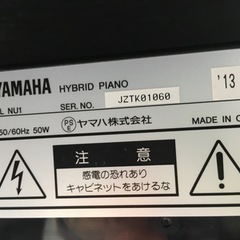 YAMAHA HYBRID PIANO '13
L NU1 SER. NO. JZTK01060
50/60Hz 50W PSE ヤマハ株式会社 MADE IN C
注意
感電の恐れあり
キャビネットをあけるな